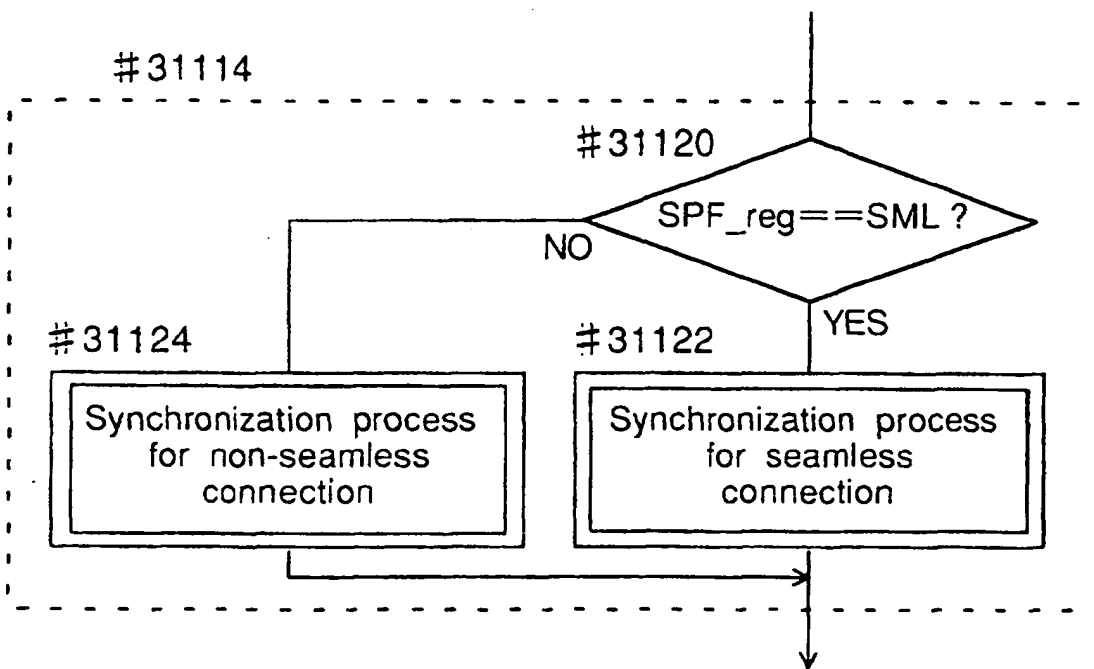 #31114
#31120
SPF_reg==SML ?
NO
YES
#31124
#31122
Synchronization process
for non-seamless
connection
Synchronization process
for seamless
connection